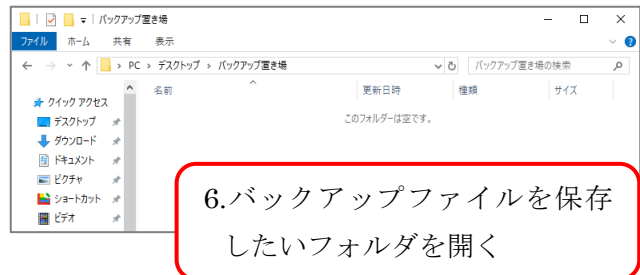 バックアップ置き場
ファイル ホーム 共有 表示
PC › デスクトップ › バックアップ置き場 バックアップ置き場の検索
名前 更新日時 種類 サイズ
このフォルダーは空です。
クイック アクセス
デスクトップ
ダウンロード
ドキュメント
ピクチャ
ショートカット
ビデオ
6.バックアップファイルを保存
したいフォルダを開く